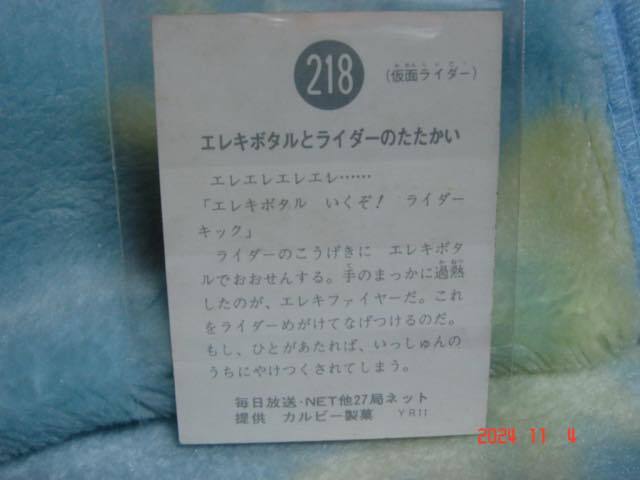 218
(仮面ライダー)
エレキボタルとライダーのたたかい
エレエレエレエレ……
「エレキボタル　いくぞ！　ライダー
キック」
ライダーのこうげきに　エレキボタ
ルでおおせんする。手のまっかに過熱
したのが、エレキファイヤーだ。これ
をライダーめがけてなげつけるのだ。
もし、ひとがあたれば、いっしゅんの
うちにやけつくされてしまう。
毎日放送・NET他27局ネット
提供　カルビー製菓　YR11
2024 11 4